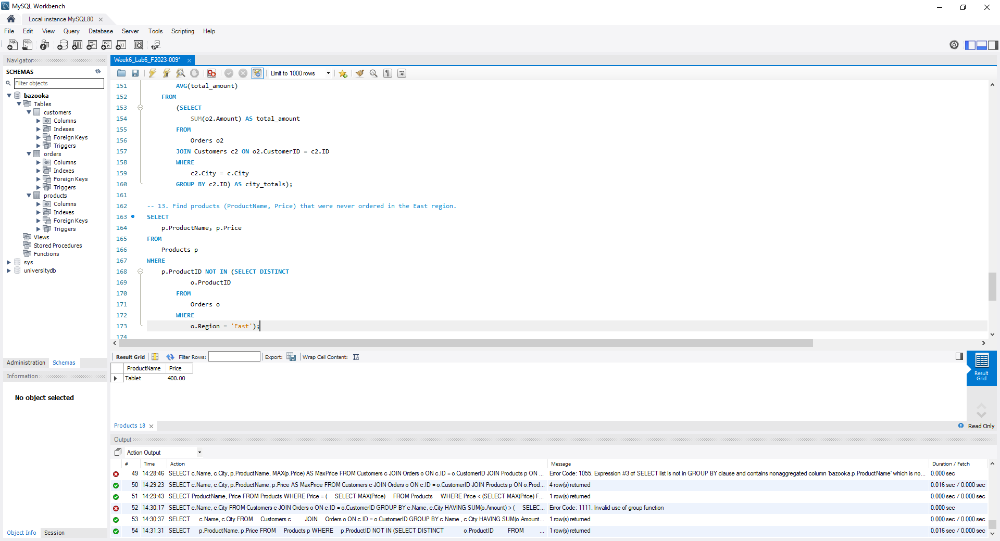 MySQL Workbench
Local instance MySQL80
File Edit View Query Database Server Tools Scripting Help
Navigator
SCHEMAS
Filter objects
bazooka
Tables
customers
Columns
Indexes
Foreign Keys
Triggers
orders
Columns
Indexes
Foreign Keys
Triggers
products
Columns
Indexes
Foreign Keys
Triggers
Views
Stored Procedures
Functions
sys
universitydb
Administration Schemas
Information
No object selected
Object Info Session
Week6_Lab6_F2023-009*
Limit to 1000 rows
151 AVG(total_amount)
152 FROM
153 (SELECT
154 SUM(o2.Amount) AS total_amount
155 FROM
156 Orders o2
157 JOIN Customers c2 ON o2.CustomerID = c2.ID
158 WHERE
159 c2.City = c.City
160 GROUP BY c2.ID) AS city_totals);
161
162 -- 13. Find products (ProductName, Price) that were never ordered in the East region.
163 SELECT
164 p.ProductName, p.Price
165 FROM
166 Products p
167 WHERE
168 p.ProductID NOT IN (SELECT DISTINCT
169 o.ProductID
170 FROM
171 Orders o
172 WHERE
173 o.Region = 'East');
174
Result Grid Filter Rows: Export: Wrap Cell Content:
ProductName Price
Tablet 400.00
Result
Grid
Products 18
Read Only
Output
Action Output
# Time Action Message Duration / Fetch
49 14:28:46 SELECT c.Name, c.City, p.ProductName, MAX(p.Price) AS MaxPrice FROM Customers c JOIN Orders o ON c.ID = o.CustomerID JOIN Products p ON ... Error Code: 1055. Expression #3 of SELECT list is not in GROUP BY clause and contains nonaggregated column 'bazooka.p.ProductName' which is no... 0.000 sec
50 14:29:23 SELECT c.Name, c.City, p.ProductName, p.Price AS MaxPrice FROM Customers c JOIN Orders o ON c.ID = o.CustomerID JOIN Products p ON o.Prod... 4 row(s) returned 0.016 sec / 0.000 sec
51 14:29:43 SELECT ProductName, Price FROM Products WHERE Price = ( SELECT MAX(Price) FROM Products WHERE Price < (SELECT MAX(Price) F... 1 row(s) returned 0.000 sec / 0.000 sec
52 14:30:17 SELECT c.Name, c.City FROM Customers c JOIN Orders o ON c.ID = o.CustomerID GROUP BY c.Name, c.City HAVING SUM(o.Amount) > ( SELEC... Error Code: 1111. Invalid use of group function 0.000 sec
53 14:30:37 SELECT c.Name, c.City FROM Customers c JOIN Orders o ON c.ID = o.CustomerID GROUP BY c.Name , c.City HAVING SUM(o.Amount... 1 row(s) returned 0.000 sec / 0.000 sec
54 14:31:31 SELECT p.ProductName, p.Price FROM Products p WHERE p.ProductID NOT IN (SELECT DISTINCT o.ProductID FROM ... 1 row(s) returned 0.016 sec / 0.000 sec